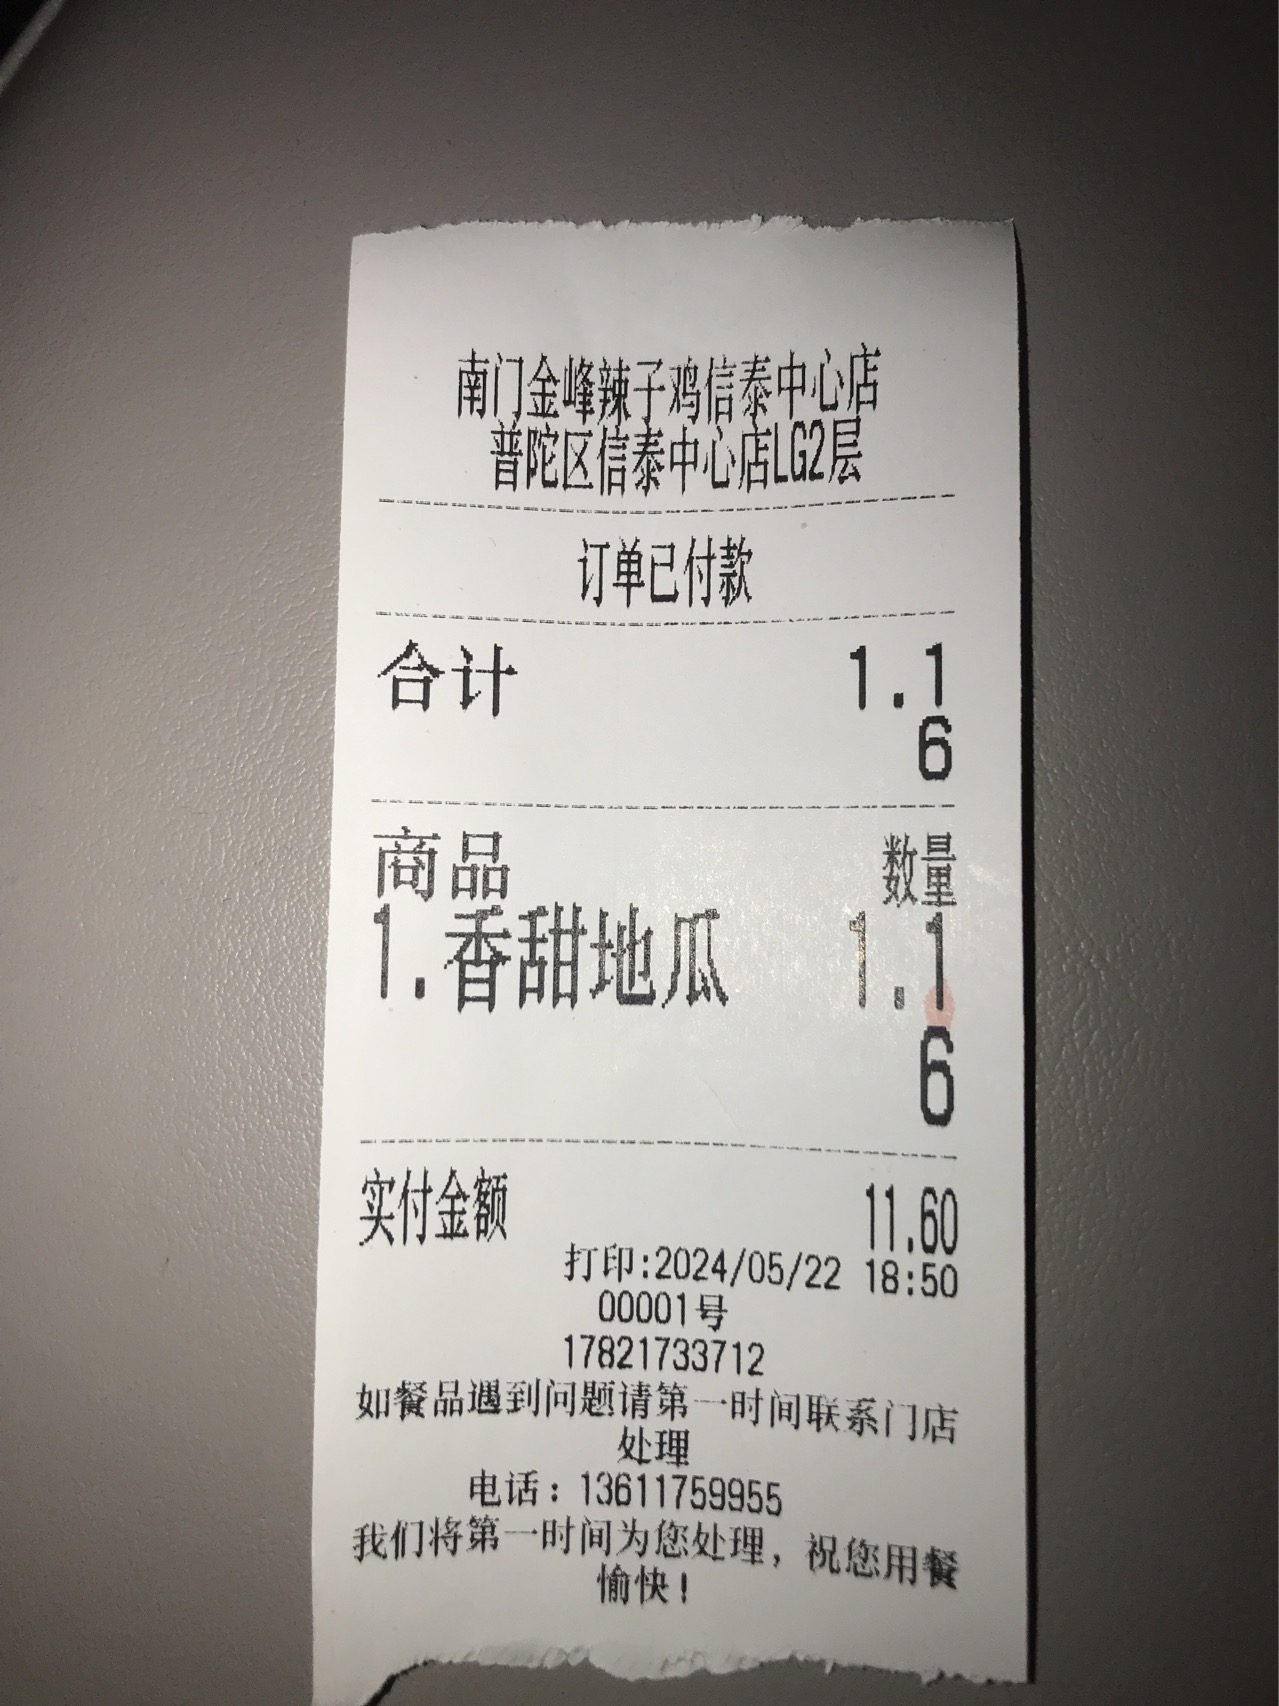 南门金峰辣子鸡信泰中心店
普陀区信泰中心店LG2层
订单已付款
合计 1.1
6
商品 数量
1.香甜地瓜 1.1
6
实付金额 11.60
打印:2024/05/22 18:50
00001号
17821733712
如餐品遇到问题请第一时间联系门店
处理
电话：13611759955
我们将第一时间为您处理，祝您用餐
愉快！